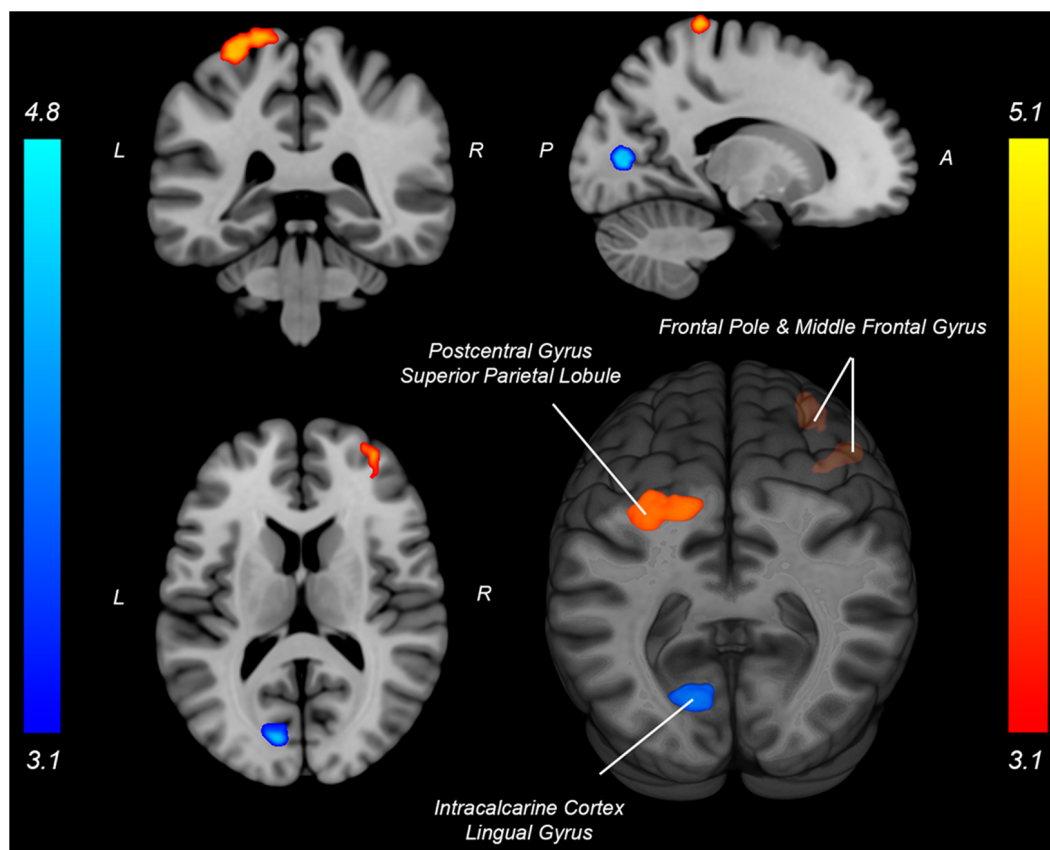 4.8
L
R
P
A
5.1
Frontal Pole & Middle Frontal Gyrus
Postcentral Gyrus
Superior Parietal Lobule
L
R
3.1
3.1
Intracalcarine Cortex
Lingual Gyrus